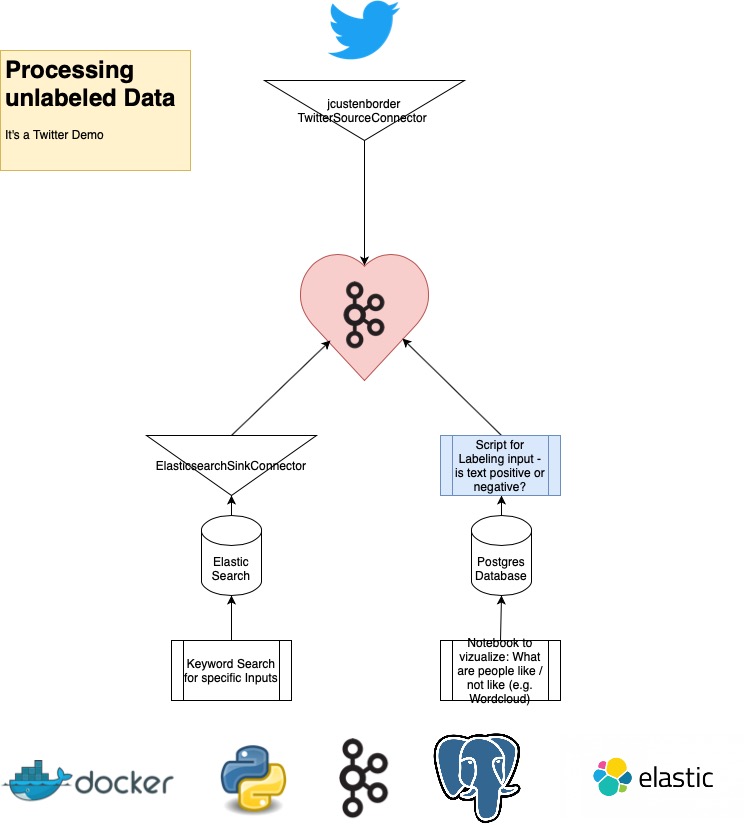 Processing
unlabeled Data
It's a Twitter Demo
jcustenborder
TwitterSourceConnector
ElasticsearchSinkConnector
Script for
Labeling input -
is text positive or
negative?
Elastic
Search
Postgres
Database
Keyword Search
for specific Inputs
Notebook to
vizualize: What
are people like /
not like (e.g.
Wordcloud)
docker
elastic